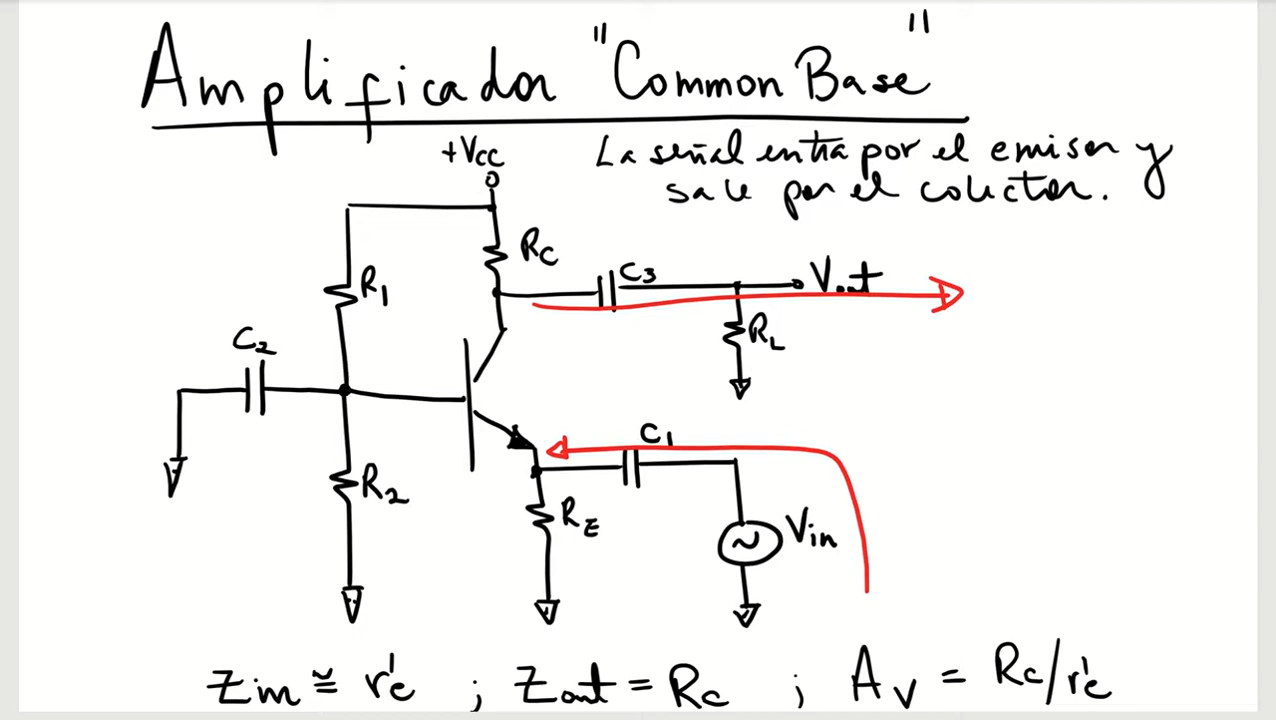 Amplificador "Common Base"
La señal entra por el emisor y
sale por el colector.
+Vcc
Rc
C3
Vout
R1
RL
C2
C1
R2
RE
Vin
Zin ≅ r'e ; Zout = Rc ; Av = Rc/r'e